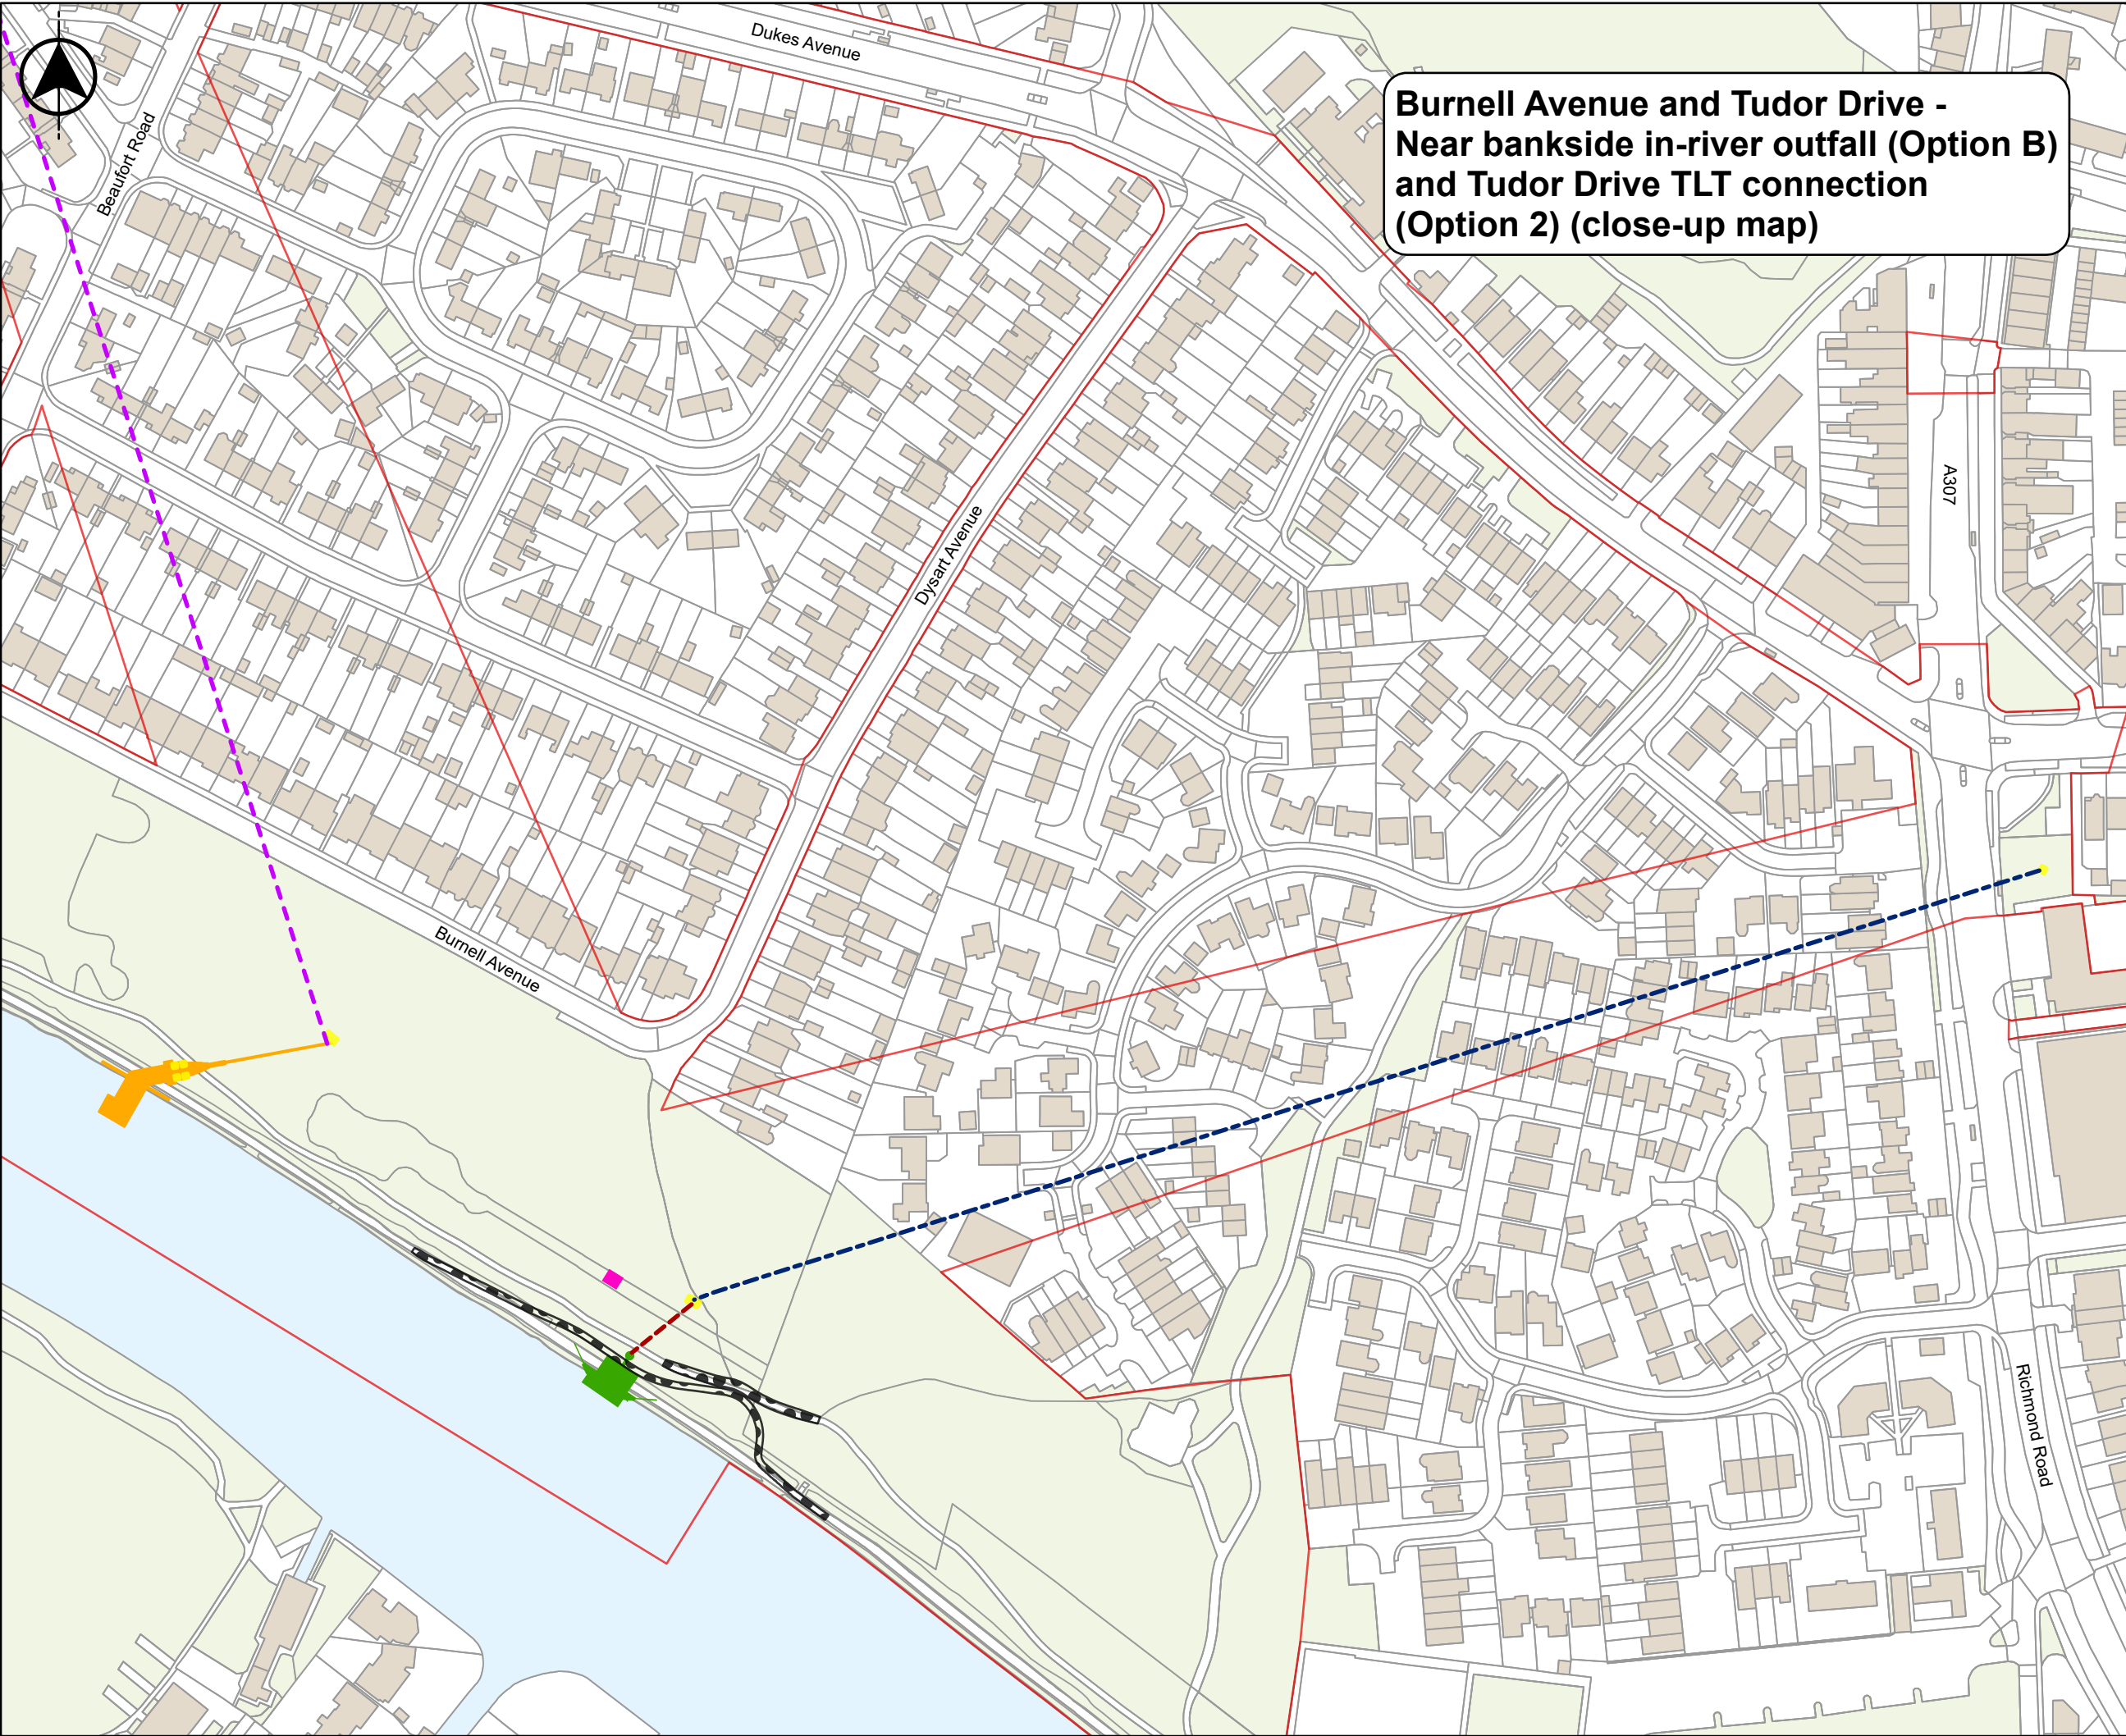 Dukes Avenue
Burnell Avenue and Tudor Drive -
Near bankside in-river outfall (Option B)
and Tudor Drive TLT connection
(Option 2) (close-up map)
Beaufort Road
A307
Dysart Avenue
Burnell Avenue
Richmond Road